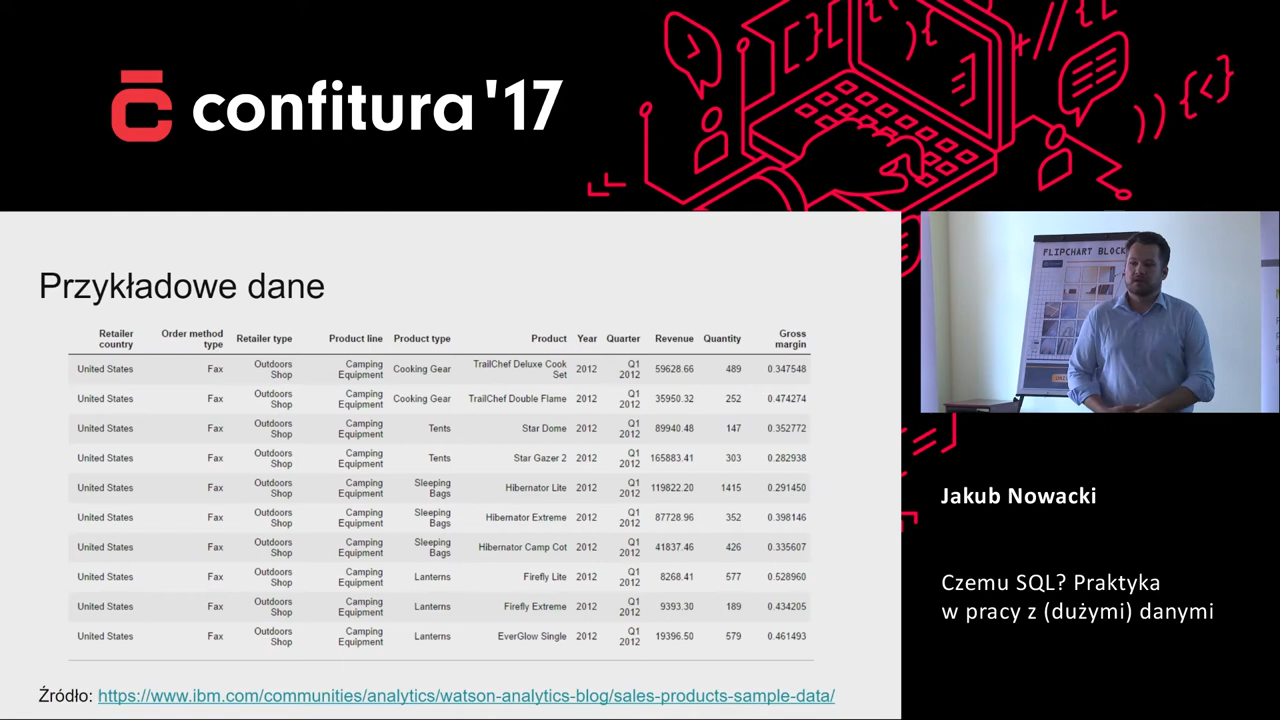 confitura '17
Przykładowe dane
Retailer country Order method type Retailer type Product line Product type Product Year Quarter Revenue Quantity Gross margin
United States Fax Outdoors Shop Camping Equipment Cooking Gear TrailChef Deluxe Cook Set 2012 Q1 2012 59628.66 489 0.347548
United States Fax Outdoors Shop Camping Equipment Cooking Gear TrailChef Double Flame 2012 Q1 2012 35950.32 252 0.474274
United States Fax Outdoors Shop Camping Equipment Tents Star Dome 2012 Q1 2012 89940.48 147 0.352772
United States Fax Outdoors Shop Camping Equipment Tents Star Gazer 2 2012 Q1 2012 165883.41 303 0.282938
United States Fax Outdoors Shop Camping Equipment Sleeping Bags Hibernator Lite 2012 Q1 2012 119822.20 1415 0.291450
United States Fax Outdoors Shop Camping Equipment Sleeping Bags Hibernator Extreme 2012 Q1 2012 87728.96 352 0.398146
United States Fax Outdoors Shop Camping Equipment Sleeping Bags Hibernator Camp Cot 2012 Q1 2012 41837.46 426 0.335607
United States Fax Outdoors Shop Camping Equipment Lanterns Firefly Lite 2012 Q1 2012 8268.41 577 0.528960
United States Fax Outdoors Shop Camping Equipment Lanterns Firefly Extreme 2012 Q1 2012 9393.30 189 0.434205
United States Fax Outdoors Shop Camping Equipment Lanterns EverGlow Single 2012 Q1 2012 19396.50 579 0.461493
Źródło: https://www.ibm.com/communities/analytics/watson-analytics-blog/sales-products-sample-data/
FLIPCHART BLOCK
Jakub Nowacki
Czemu SQL? Praktyka
w pracy z (dużymi) danymi